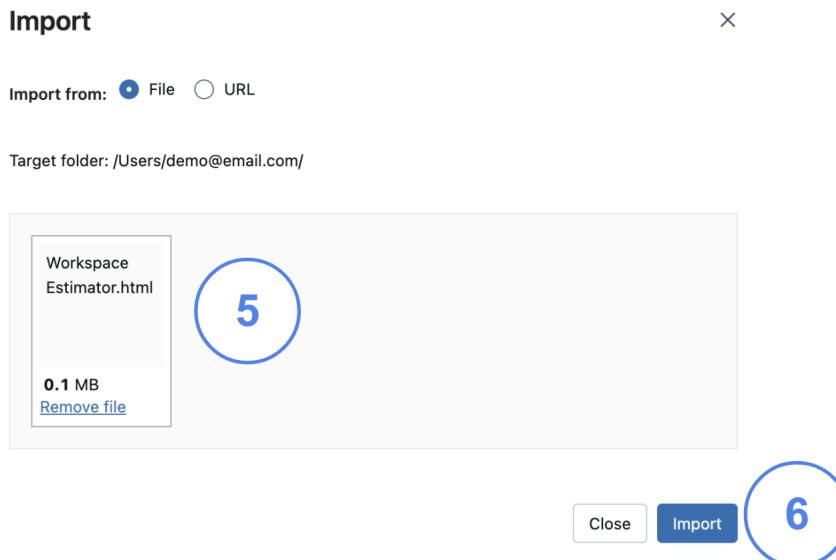 Import
Import from: File URL
Target folder: /Users/demo@email.com/
Workspace
Estimator.html
5
0.1 MB
Remove file
Close Import
6